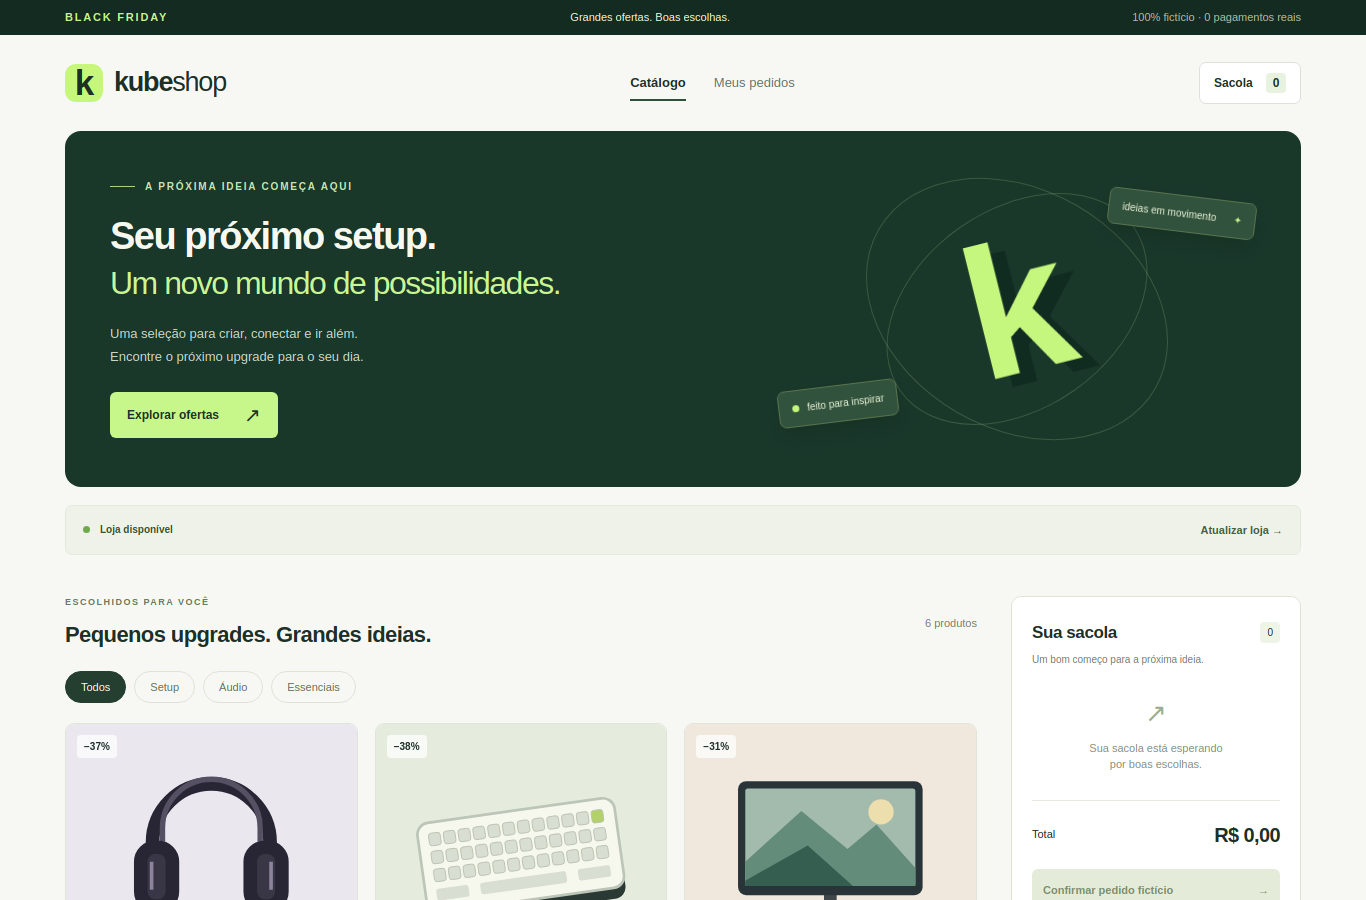 BLACK FRIDAY
Grandes ofertas. Boas escolhas.
100% fictício · 0 pagamentos reais
k kubeshop
Catálogo
Meus pedidos
Sacola 0
A PRÓXIMA IDEIA COMEÇA AQUI
Seu próximo setup.
Um novo mundo de possibilidades.
Uma seleção para criar, conectar e ir além.
Encontre o próximo upgrade para o seu dia.
Explorar ofertas ↗
ideias em movimento ✦
k
feito para inspirar
Loja disponível
Atualizar loja →
ESCOLHIDOS PARA VOCÊ
Pequenos upgrades. Grandes ideias.
6 produtos
Todos
Setup
Áudio
Essenciais
−37%
−38%
−31%
Sua sacola 0
Um bom começo para a próxima ideia.
↗
Sua sacola está esperando
por boas escolhas.
Total R$ 0,00
Confirmar pedido fictício →